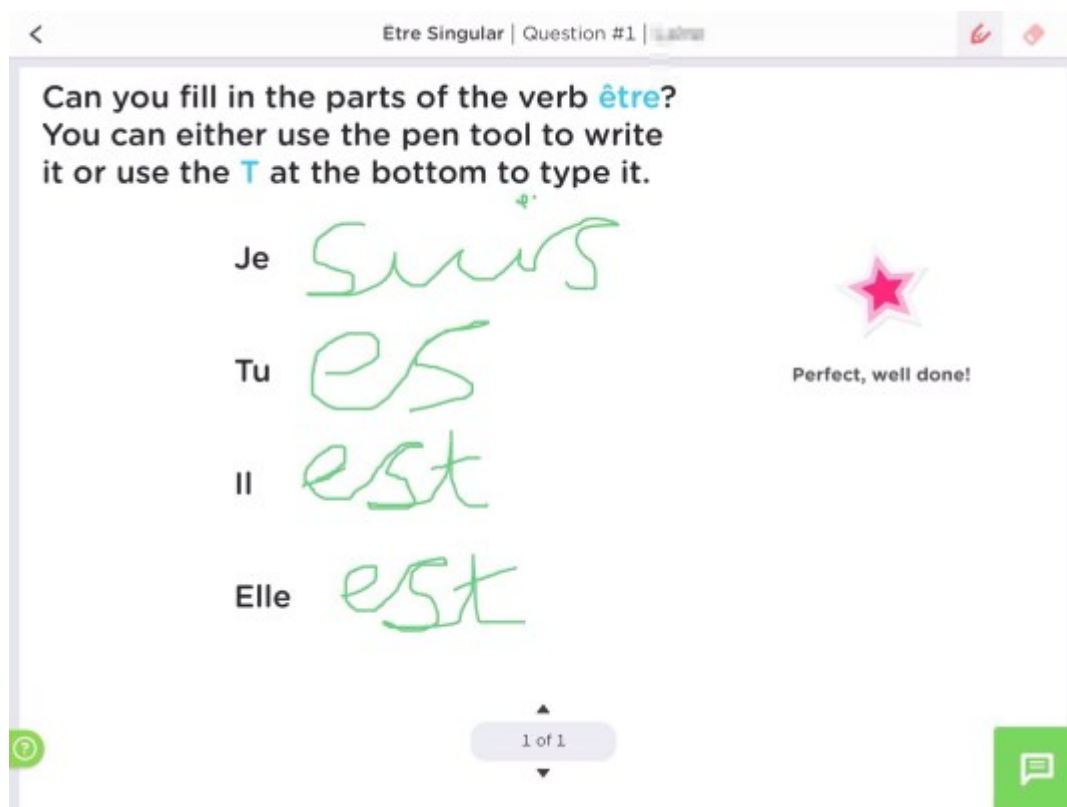 Etre Singular | Question #1 |
Can you fill in the parts of the verb être?
You can either use the pen tool to write
it or use the T at the bottom to type it.
Je suis
Tu es
Perfect, well done!
Il est
Elle est
1 of 1
?